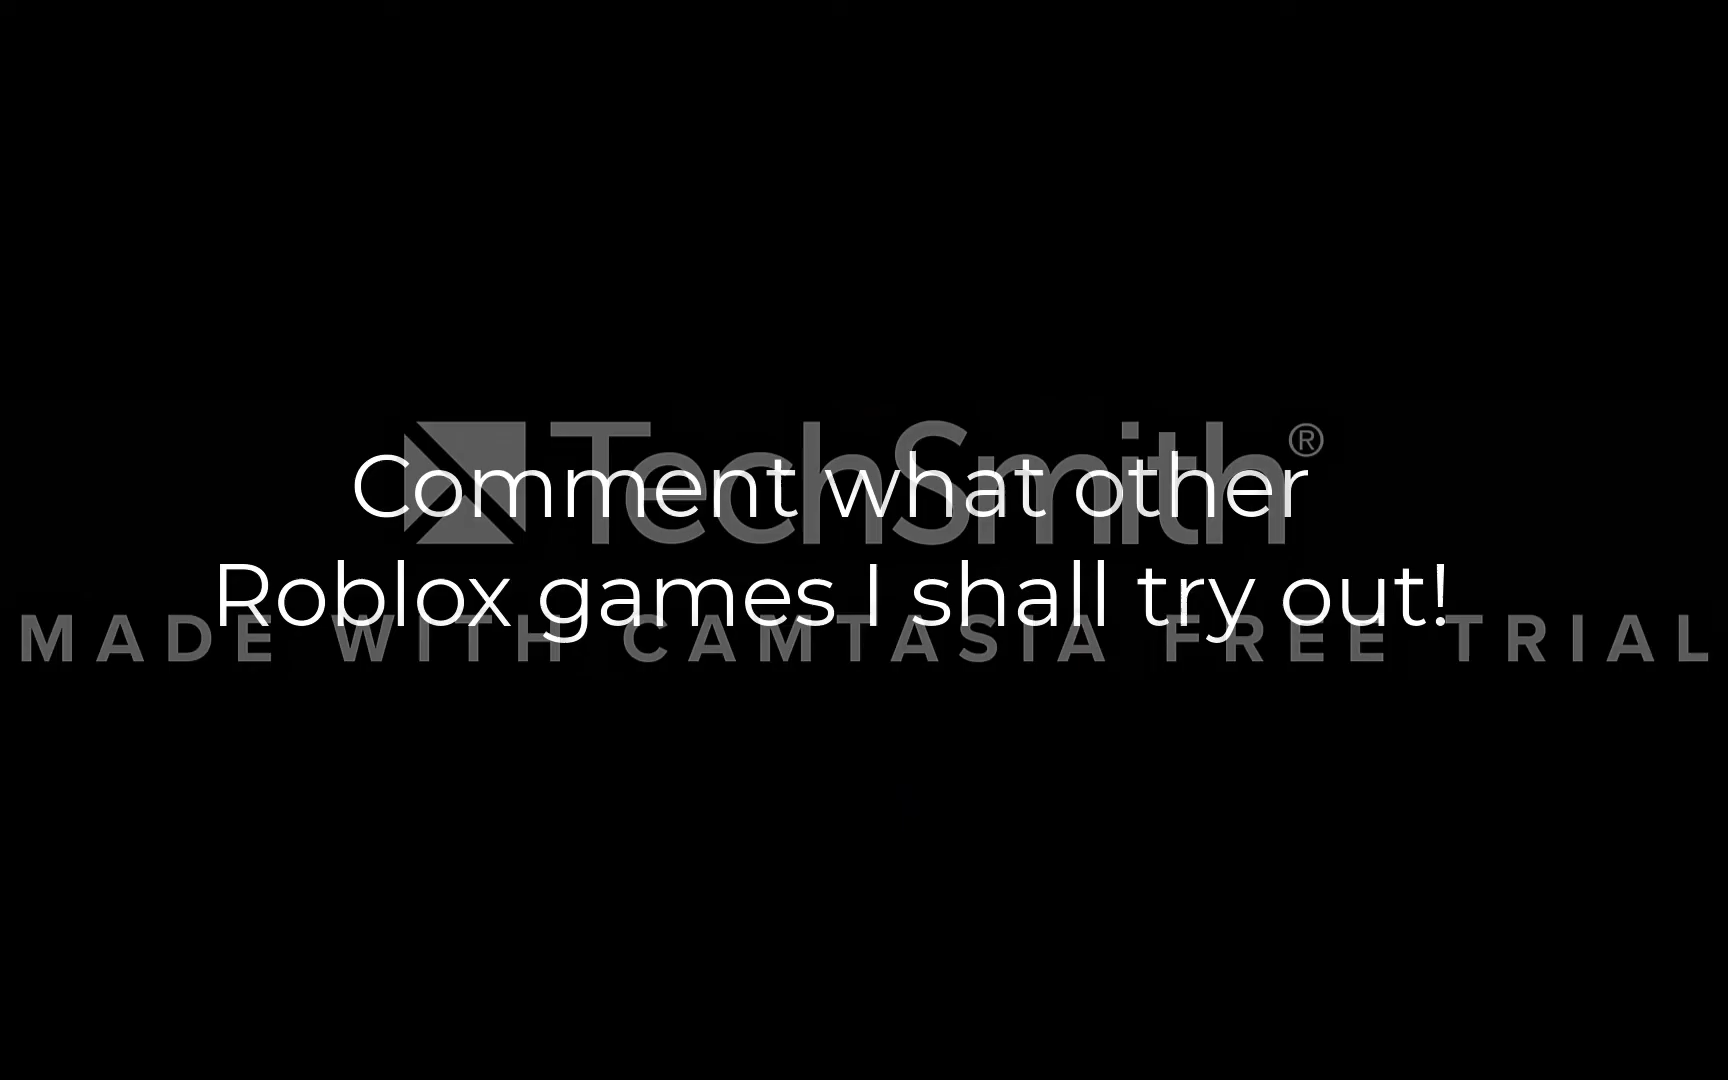 TechSmith®
Comment what other
Roblox games I shall try out!
MADE WITH CAMTASIA FREE TRIAL